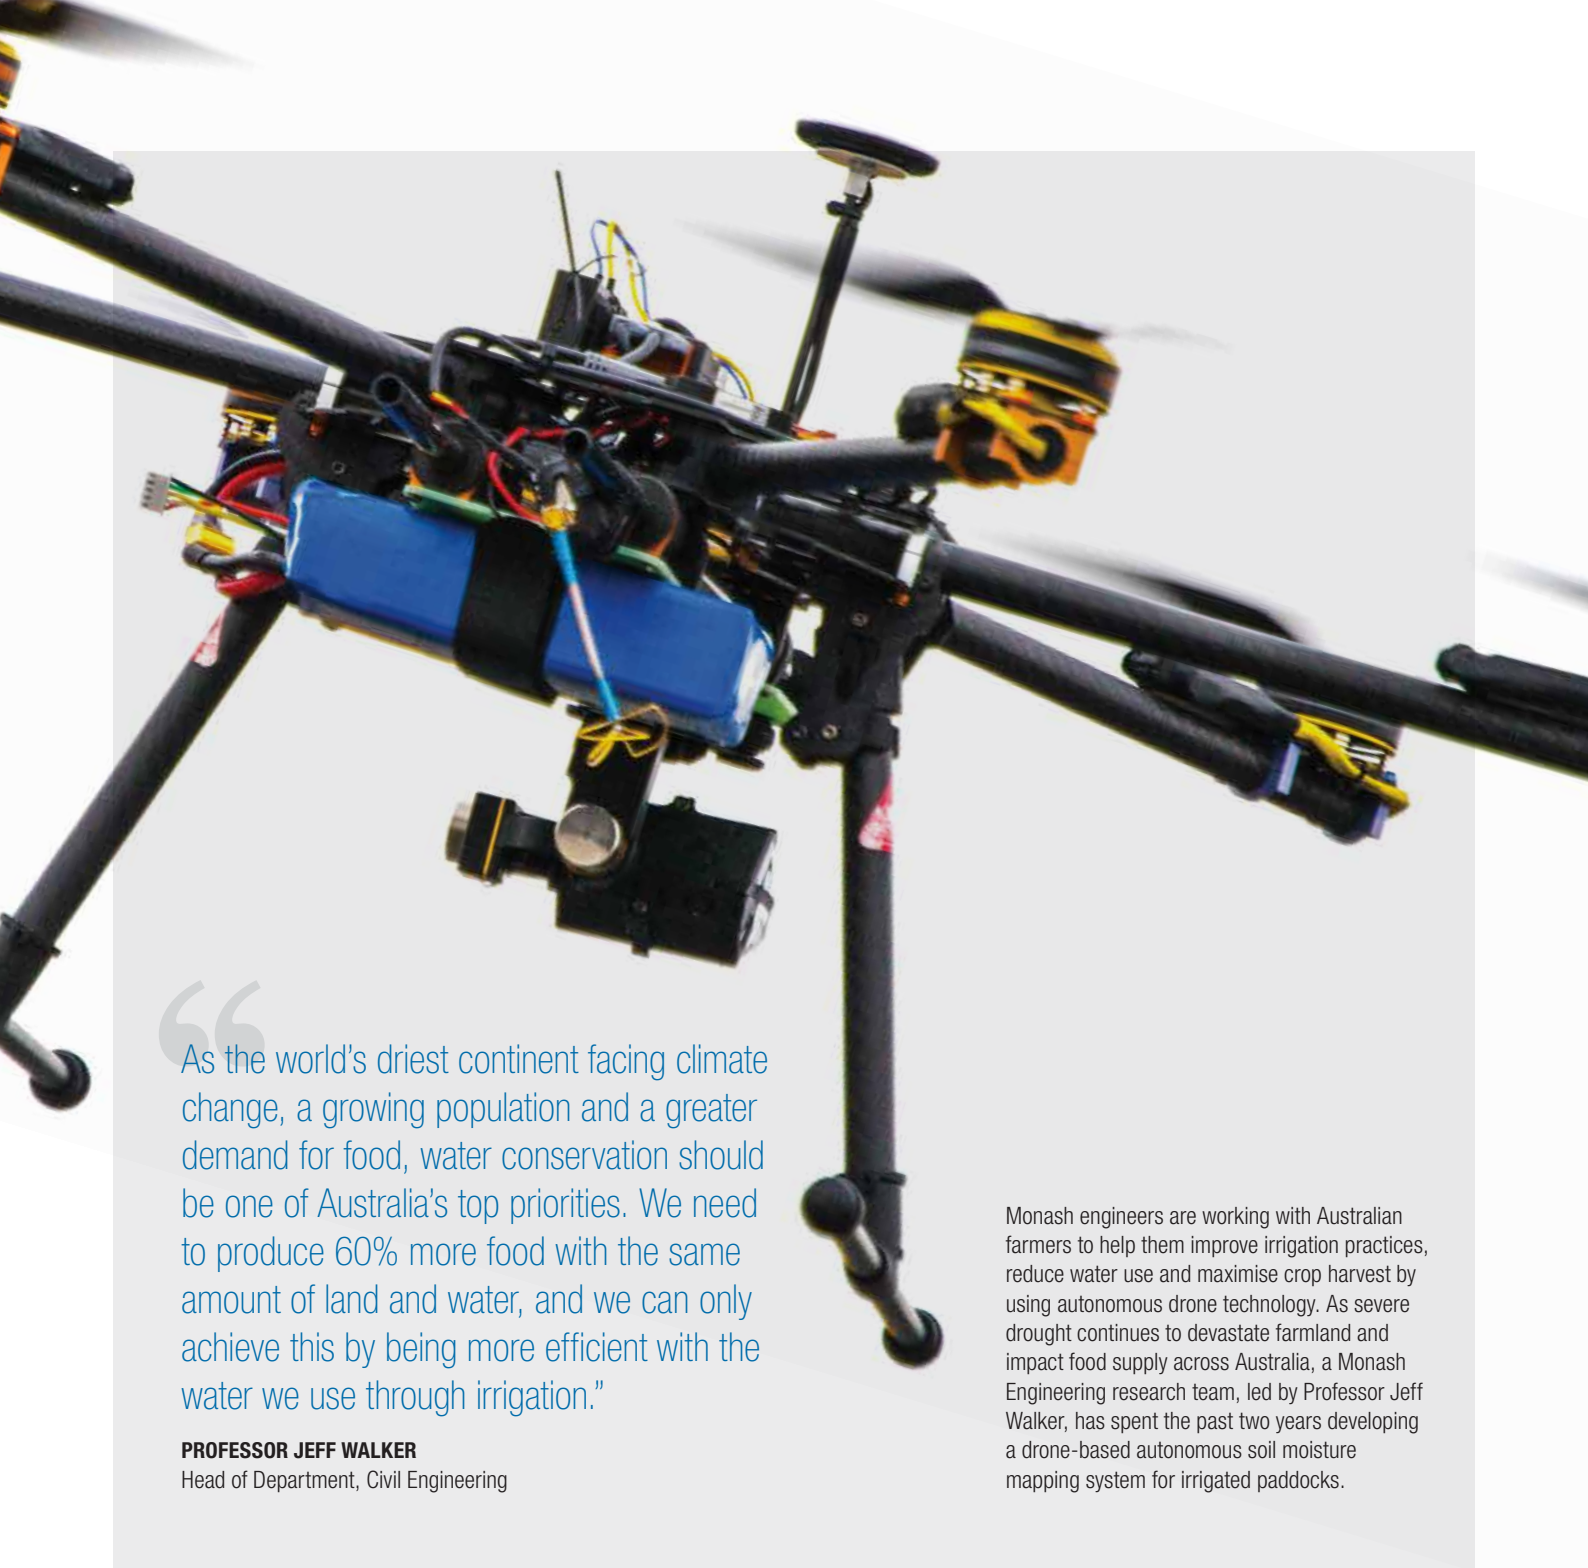 “
As the world’s driest continent facing climate
change, a growing population and a greater
demand for food, water conservation should
be one of Australia’s top priorities. We need
to produce 60% more food with the same
amount of land and water, and we can only
achieve this by being more efficient with the
water we use through irrigation.”
PROFESSOR JEFF WALKER
Head of Department, Civil Engineering
Monash engineers are working with Australian
farmers to help them improve irrigation practices,
reduce water use and maximise crop harvest by
using autonomous drone technology. As severe
drought continues to devastate farmland and
impact food supply across Australia, a Monash
Engineering research team, led by Professor Jeff
Walker, has spent the past two years developing
a drone-based autonomous soil moisture
mapping system for irrigated paddocks.